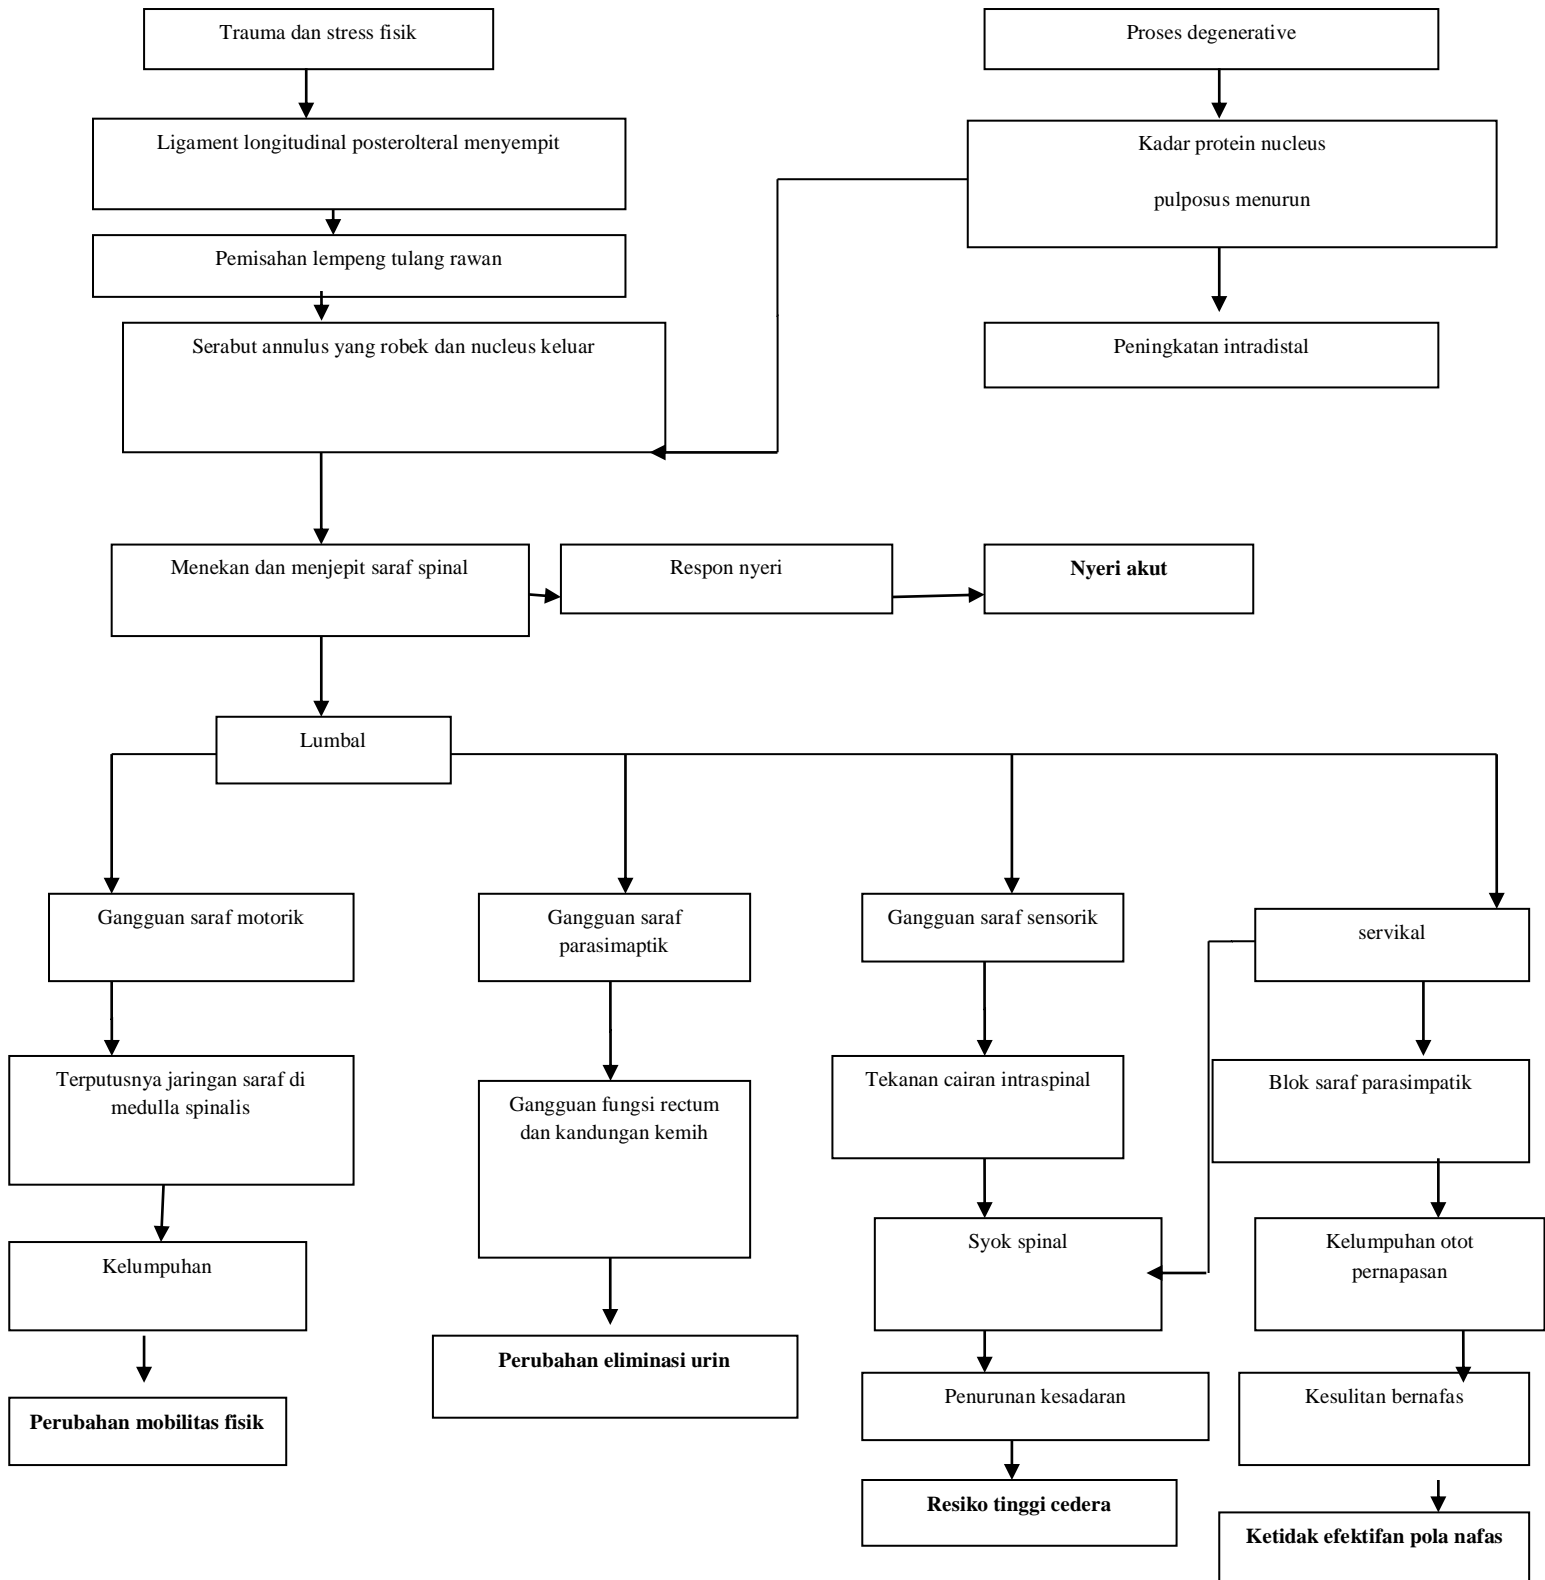 Trauma dan stress fisik
Proses degenerative
Ligament longitudinal posterolteral menyempit
Kadar protein nucleus
pulposus menurun
Pemisahan lempeng tulang rawan
Serabut annulus yang robek dan nucleus keluar
Peningkatan intradistal
Menekan dan menjepit saraf spinal
Respon nyeri
Nyeri akut
Lumbal
Gangguan saraf motorik
Gangguan saraf
parasimaptik
Gangguan saraf sensorik
servikal
Terputusnya jaringan saraf di
medulla spinalis
Gangguan fungsi rectum
dan kandungan kemih
Tekanan cairan intraspinal
Blok saraf parasimpatik
Kelumpuhan
Syok spinal
Kelumpuhan otot
pernapasan
Perubahan eliminasi urin
Perubahan mobilitas fisik
Penurunan kesadaran
Kesulitan bernafas
Resiko tinggi cedera
Ketidak efektifan pola nafas